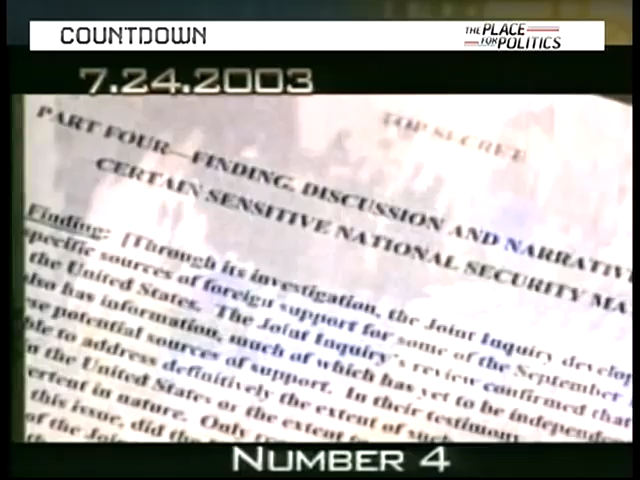 COUNTDOWN
THE PLACE
FOR POLITICS
7.24.2003
TOP SECRET
PART FOUR—FINDING, DISCUSSION AND NARRATIV
CERTAIN SENSITIVE NATIONAL SECURITY MA
Finding: [Through its investigation, the Joint Inquiry develop
specific sources of foreign support for some of the September
the United States. The Joint Inquiry's review confirmed that
also has information, much of which has yet to be independe
se potential sources of support. In their testimony
ble to address definitively the extent of such
n the United States or the extent to
extent in nature. Only
this issue, did the
of the Joi
NUMBER 4